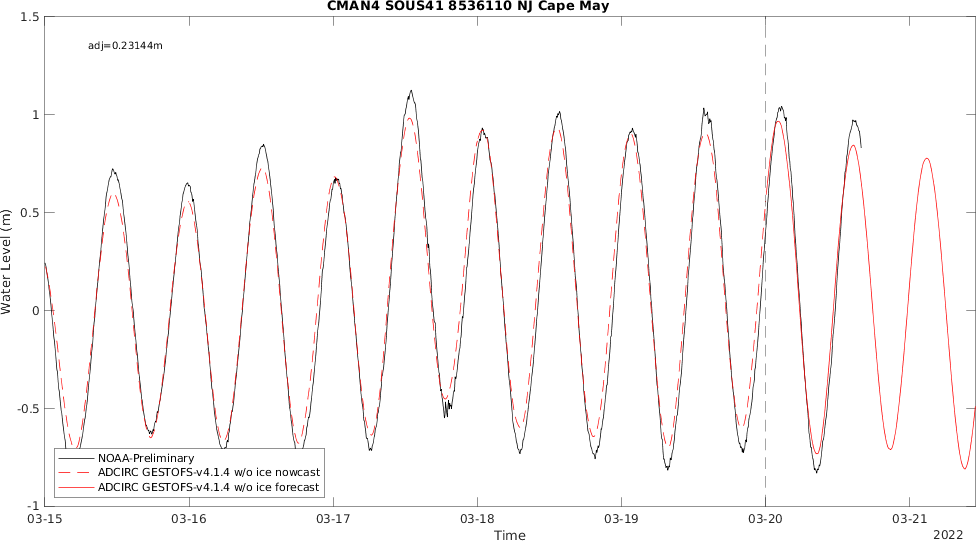 CMAN4 SOUS41 8536110 NJ Cape May
adj=0.23144m
Water Level (m)
1.5
1
0.5
0
-0.5
-1
NOAA-Preliminary
ADCIRC GESTOFS-v4.1.4 w/o ice nowcast
ADCIRC GESTOFS-v4.1.4 w/o ice forecast
03-15 03-16 03-17 03-18 03-19 03-20 03-21
Time
2022